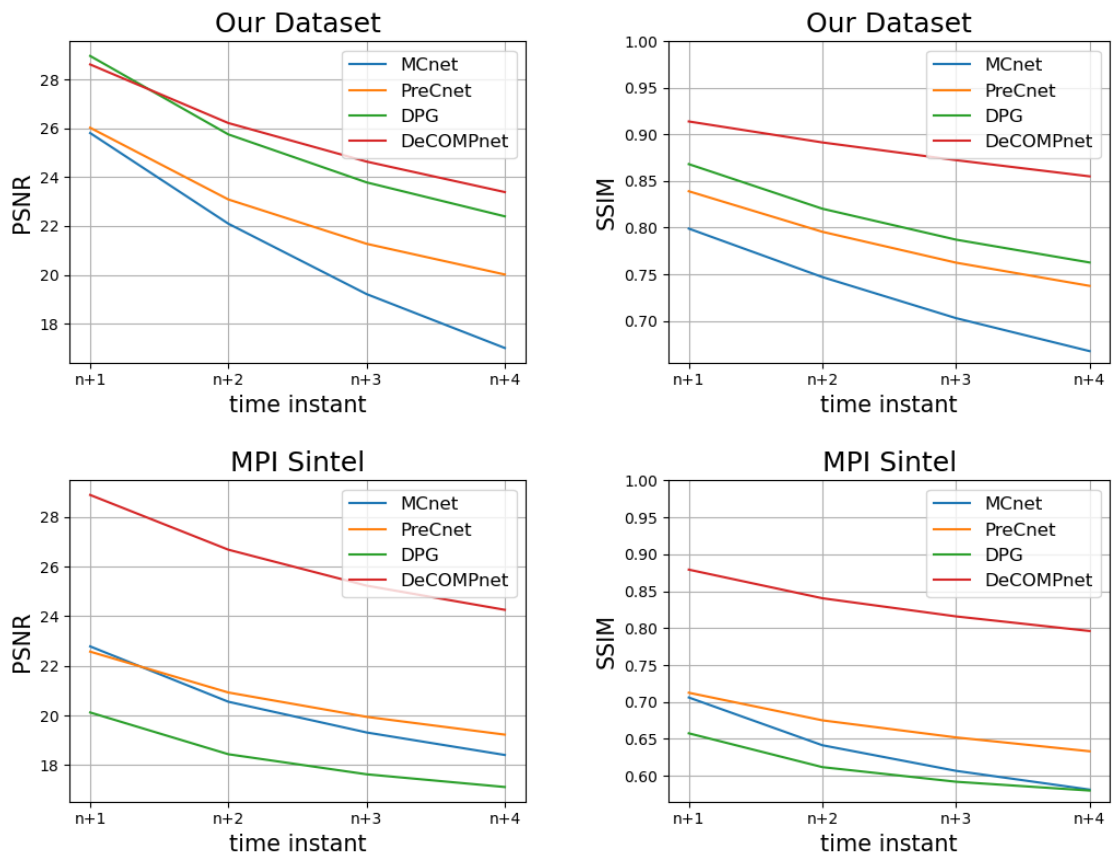 Our Dataset
28
26
24
22
20
18
PSNR
MCnet
PreCnet
DPG
DeCOMPnet
n+1 n+2 n+3 n+4
time instant
Our Dataset
1.00
0.95
0.90
0.85
0.80
0.75
0.70
SSIM
MCnet
PreCnet
DPG
DeCOMPnet
n+1 n+2 n+3 n+4
time instant
MPI Sintel
28
26
24
22
20
18
PSNR
MCnet
PreCnet
DPG
DeCOMPnet
n+1 n+2 n+3 n+4
time instant
MPI Sintel
1.00
0.95
0.90
0.85
0.80
0.75
0.70
0.65
0.60
SSIM
MCnet
PreCnet
DPG
DeCOMPnet
n+1 n+2 n+3 n+4
time instant